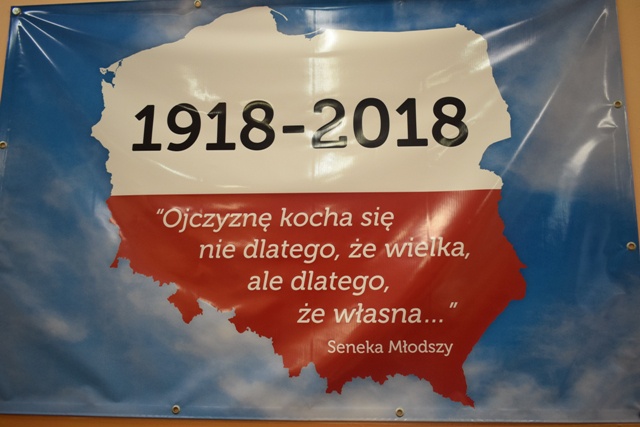 1918-2018
"Ojczyznę kocha się
nie dlatego, że wielka,
ale dlatego,
że własna..."
Seneka Młodszy